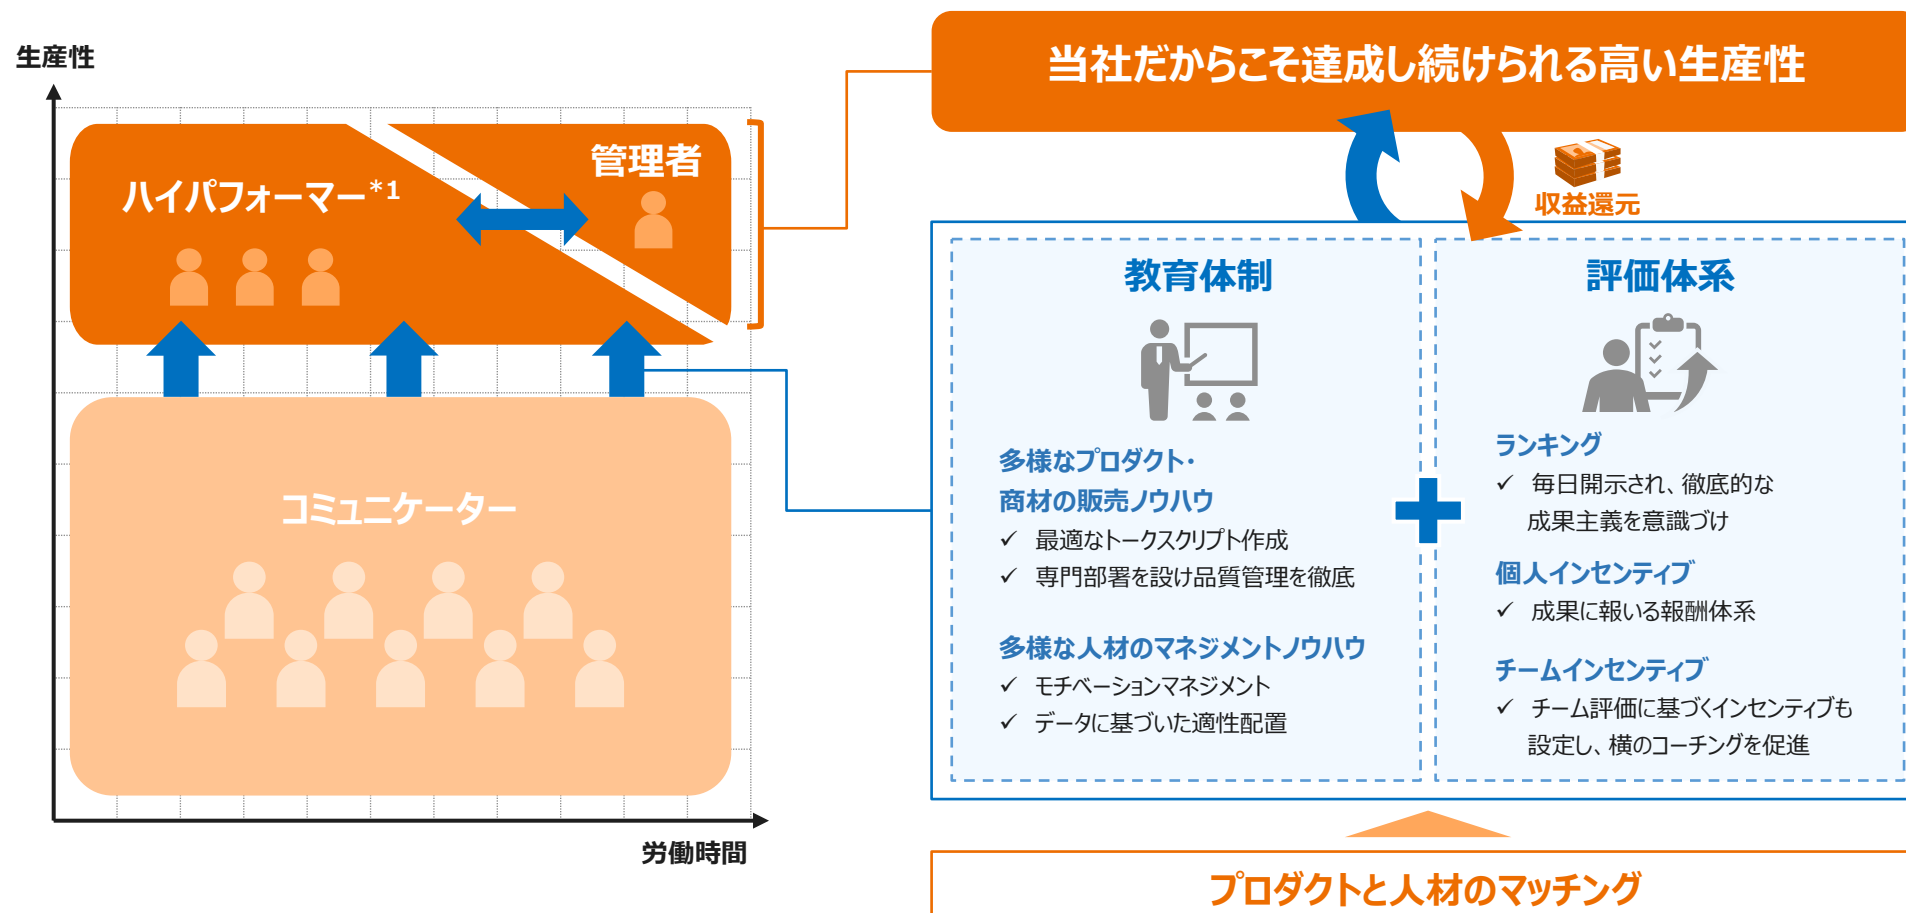 生産性
ハイパフォーマー*1
管理者
コミュニケーター
労働時間
当社だからこそ達成し続けられる高い生産性
収益還元
教育体制
多様なプロダクト・
商材の販売ノウハウ
✓ 最適なトークスクリプト作成
✓ 専門部署を設け品質管理を徹底
多様な人材のマネジメントノウハウ
✓ モチベーションマネジメント
✓ データに基づいた適性配置
評価体系
ランキング
✓ 毎日開示され、徹底的な
成果主義を意識づけ
個人インセンティブ
✓ 成果に報いる報酬体系
チームインセンティブ
✓ チーム評価に基づくインセンティブも
設定し、横のコーチングを促進
プロダクトと人材のマッチング